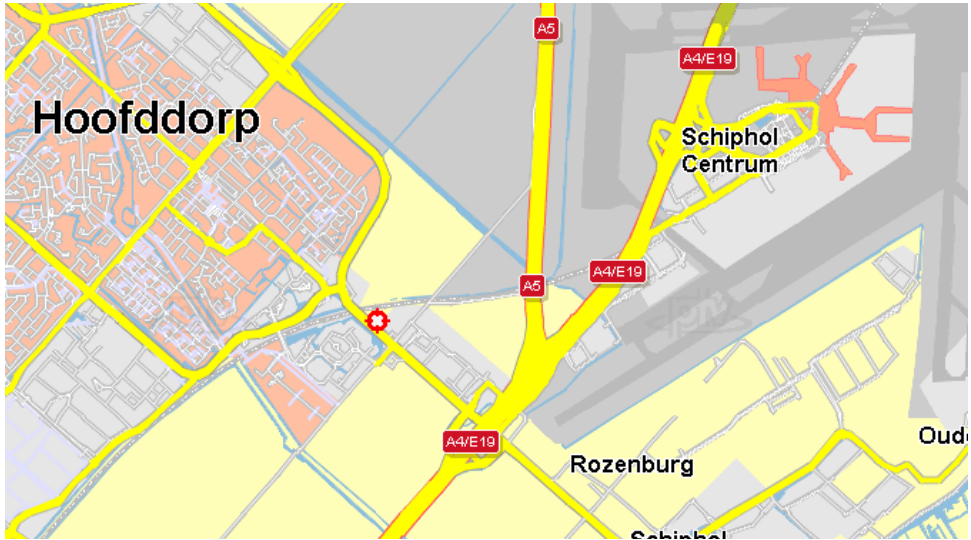 A5
A4/E19
Hoofddorp
Schiphol
Centrum
A4/E19
A5
A4/E19
Rozenburg
Oude
Schiphol